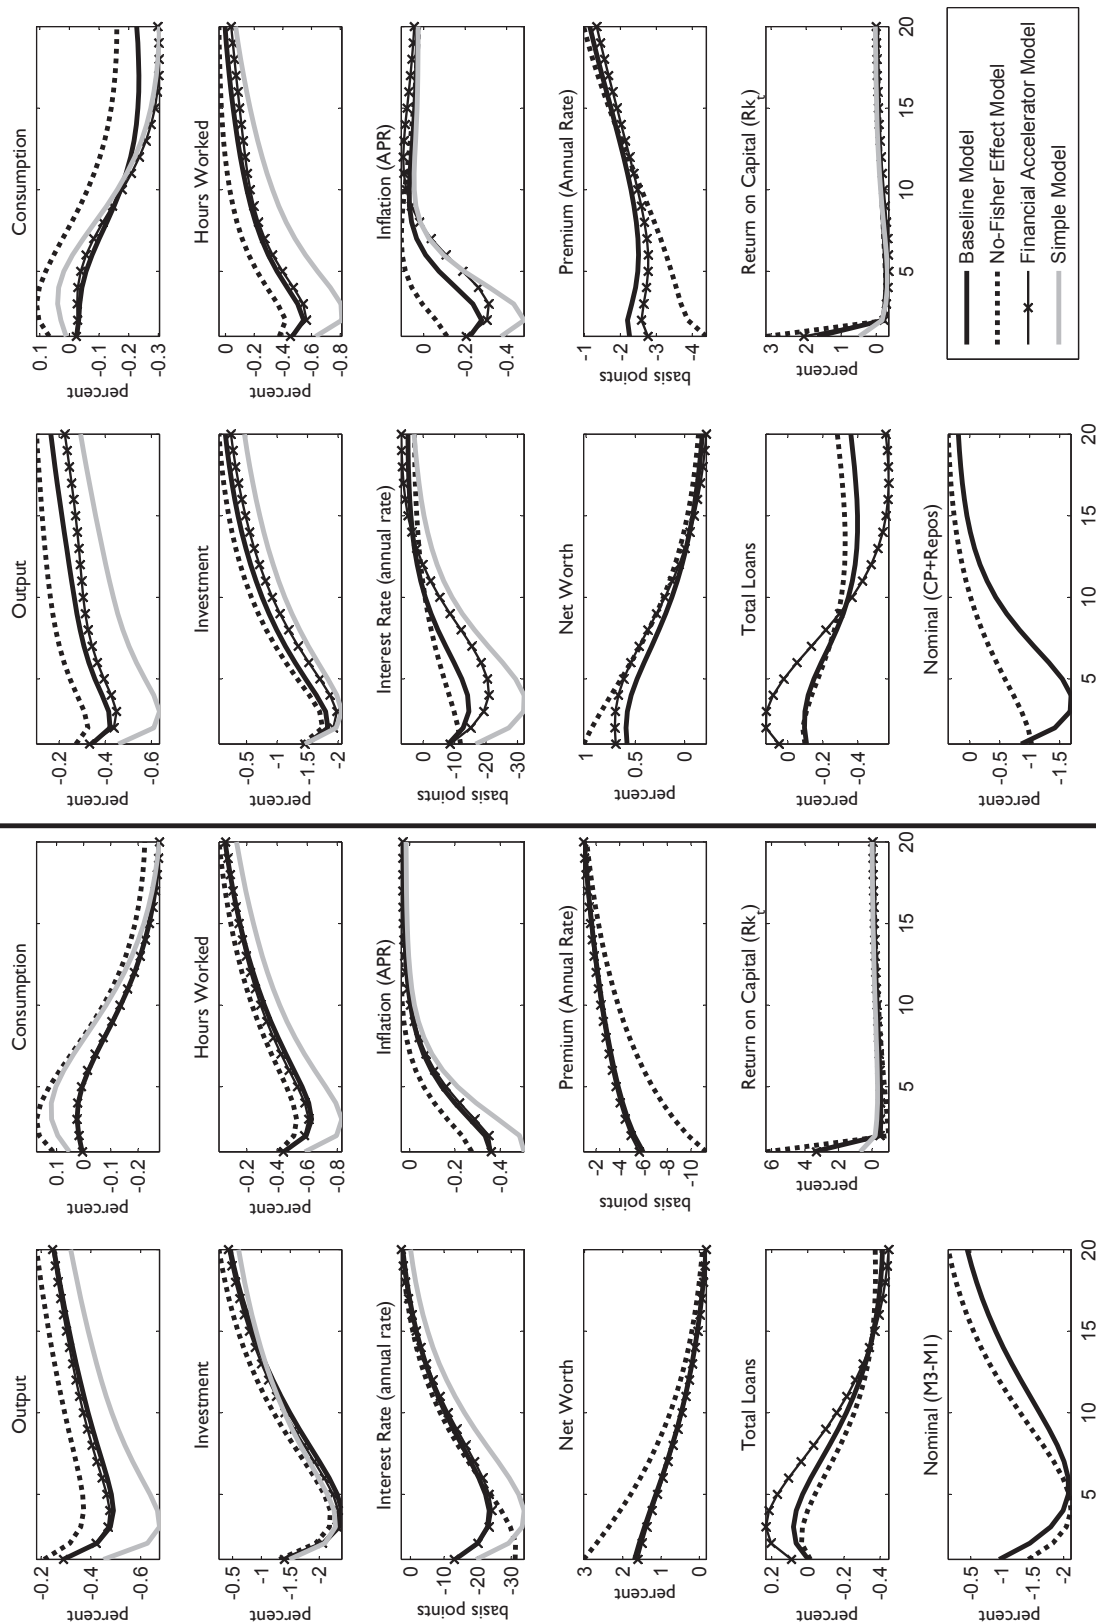 Output
percent
-0.2
-0.4
-0.6
Consumption
percent
0.1
0
-0.1
-0.2
Investment
percent
-0.5
-1
-1.5
-2
Hours Worked
percent
-0.2
-0.4
-0.6
-0.8
Interest Rate (annual rate)
basis points
0
-10
-20
-30
Inflation (APR)
0
-0.2
-0.4
Net Worth
percent
3
2
1
0
Premium (Annual Rate)
basis points
-2
-4
-6
-8
-10
Total Loans
percent
0.2
0
-0.2
-0.4
Return on Capital (Rk_t)
percent
6
4
2
0
5 10 15 20
Nominal (M3-M1)
-0.5
-1
-1.5
-2
5 10 15 20
Output
percent
-0.2
-0.4
-0.6
Consumption
percent
0.1
0
-0.1
-0.2
-0.3
Investment
percent
0
-0.5
-1
-1.5
-2
Hours Worked
percent
0
-0.2
-0.4
-0.6
-0.8
Interest Rate (annual rate)
basis points
0
-10
-20
-30
Inflation (APR)
0
-0.2
-0.4
Net Worth
percent
1
0.5
0
Premium (Annual Rate)
basis points
-1
-2
-3
-4
Total Loans
percent
0
-0.2
-0.4
Return on Capital (Rk_t)
percent
3
2
1
0
5 10 15 20
Nominal (CP+Repos)
percent
0
-0.5
-1
-1.5
5 10 15 20
Baseline Model
No-Fisher Effect Model
Financial Accelerator Model
Simple Model